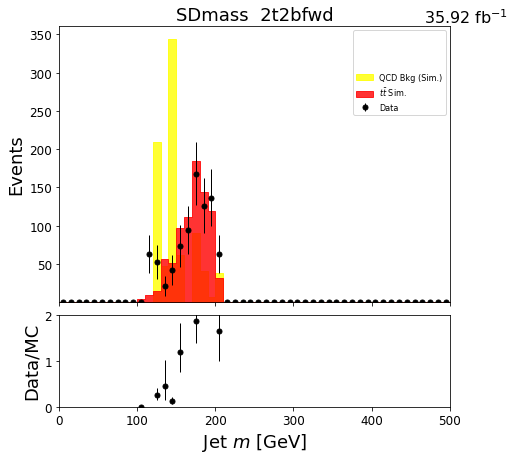 SDmass 2t2bfwd
35.92 fb⁻¹
350
300
250
200
150
100
50
Events
QCD Bkg (Sim.)
tt̄ Sim.
Data
2
1
0
Data/MC
0 100 200 300 400 500
Jet m [GeV]